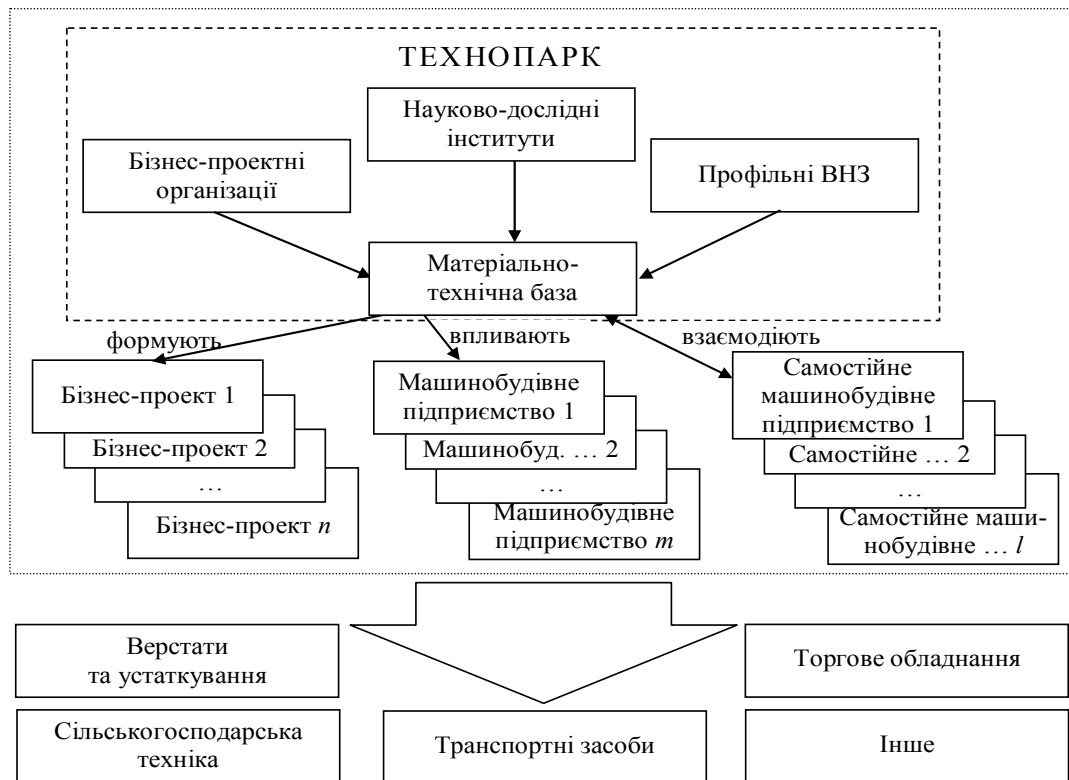 ТЕХНОПАРК
Науково-дослідні
інститути
Бізнес-проектні
організації
Профільні ВНЗ
Матеріально-
технічна база
формують
впливають
взаємодіють
Бізнес-проект 1
Бізнес-проект 2
…
Бізнес-проект n
Машинобудівне
підприємство 1
Машинобуд. … 2
…
Машинобудівне
підприємство m
Самостійне
машинобудівне
підприємство 1
Самостійне … 2
…
Самостійне маши-
нобудівне … l
Верстати
та устаткування
Торгове обладнання
Сільськогосподарська
техніка
Транспортні засоби
Інше